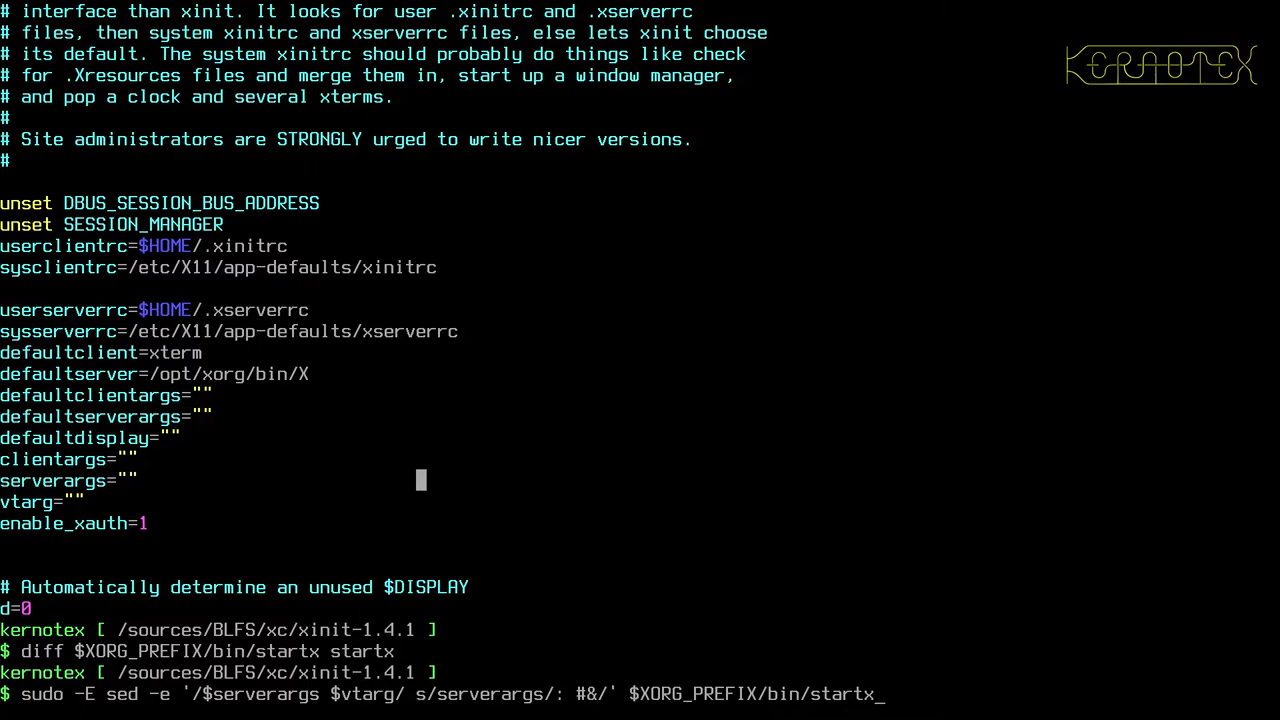 # interface than xinit. It looks for user .xinitrc and .xserverrc
# files, then system xinitrc and xserverrc files, else lets xinit choose
# its default. The system xinitrc should probably do things like check
# for .Xresources files and merge them in, start up a window manager,
# and pop a clock and several xterms.
#
# Site administrators are STRONGLY urged to write nicer versions.
#
unset DBUS_SESSION_BUS_ADDRESS
unset SESSION_MANAGER
userclientrc=$HOME/.xinitrc
sysclientrc=/etc/X11/app-defaults/xinitrc
userserverrc=$HOME/.xserverrc
sysserverrc=/etc/X11/app-defaults/xserverrc
defaultclient=xterm
defaultserver=/opt/xorg/bin/X
defaultclientargs=""
defaultserverargs=""
defaultdisplay=""
clientargs=""
serverargs=""
vtarg=""
enable_xauth=1
# Automatically determine an unused $DISPLAY
d=0
kernotex [ /sources/BLFS/xc/xinit-1.4.1 ]
$ diff $XORG_PREFIX/bin/startx startx
kernotex [ /sources/BLFS/xc/xinit-1.4.1 ]
$ sudo -E sed -e '/$serverargs $vtarg/ s/serverargs/: #&/' $XORG_PREFIX/bin/startx_
KERNOTEX